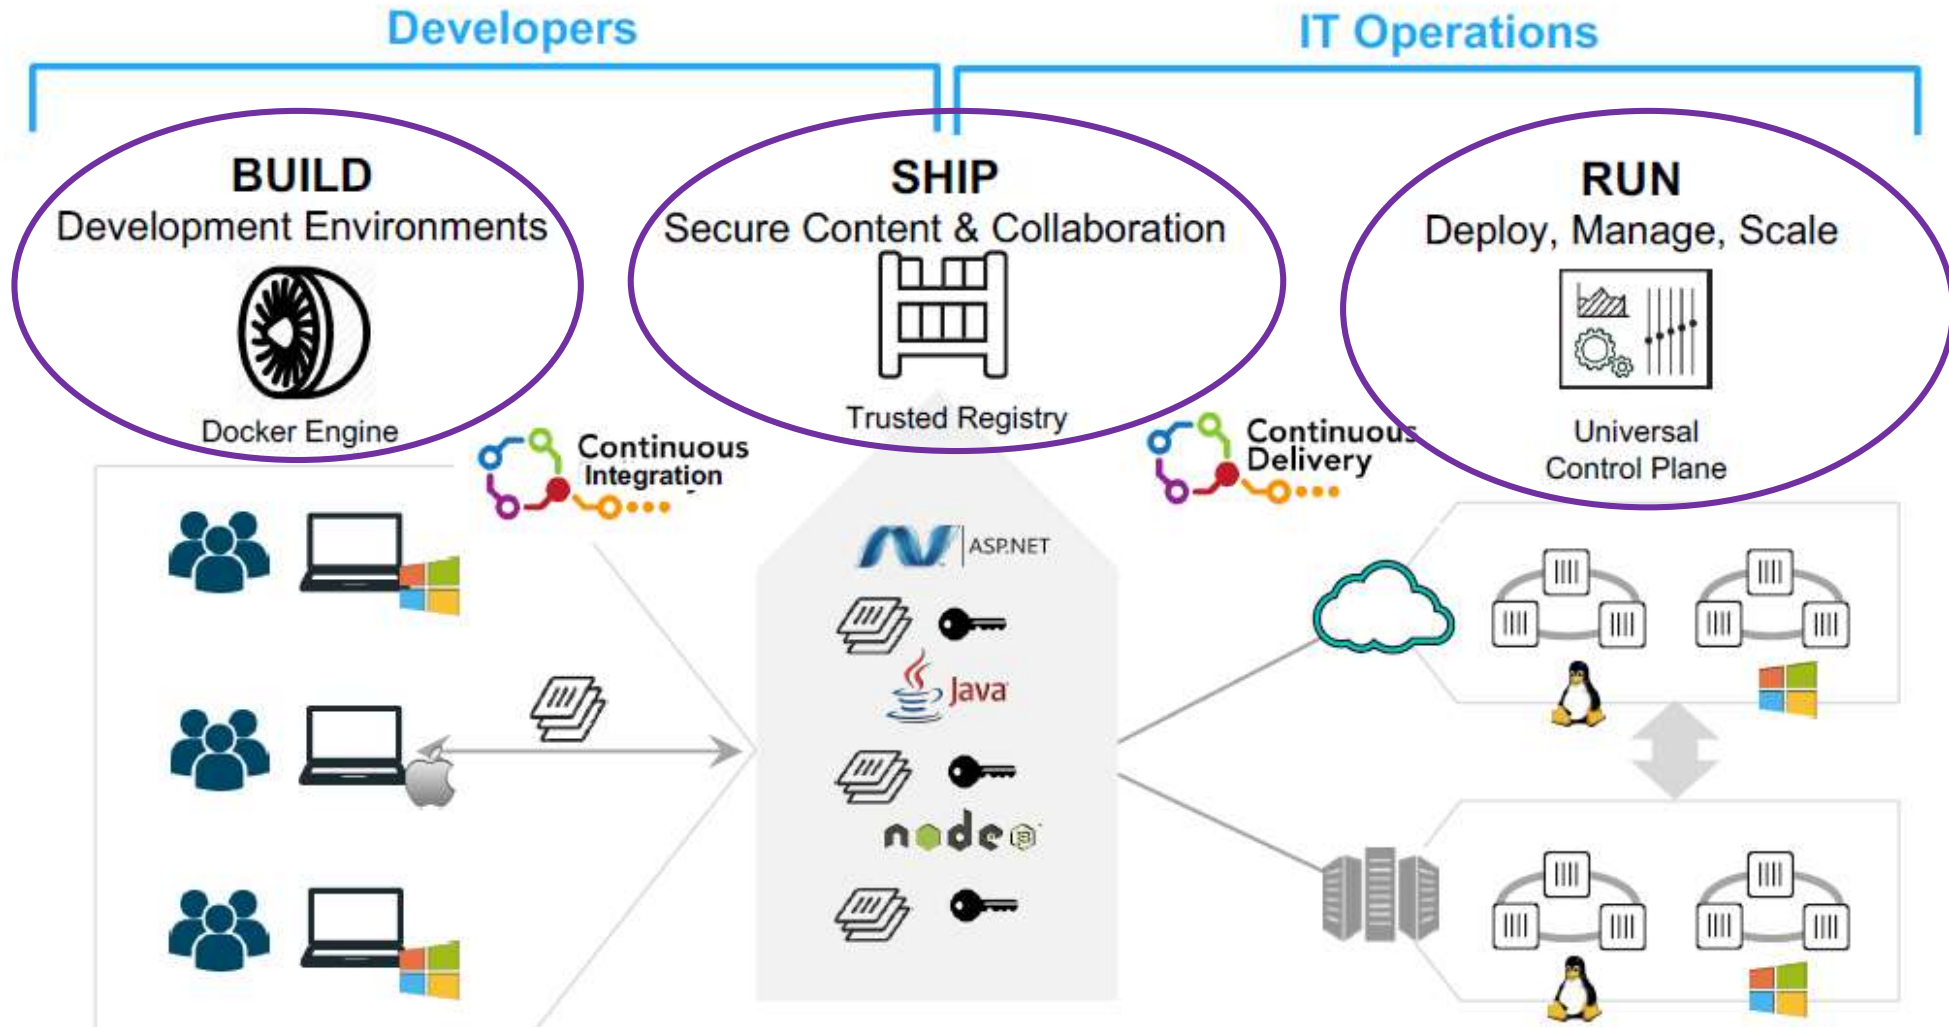 Developers
IT Operations
BUILD
Development Environments
Docker Engine
SHIP
Secure Content & Collaboration
Trusted Registry
RUN
Deploy, Manage, Scale
Universal
Control Plane
Continuous
Integration
Continuous
Delivery
ASP.NET
Java
node
JS